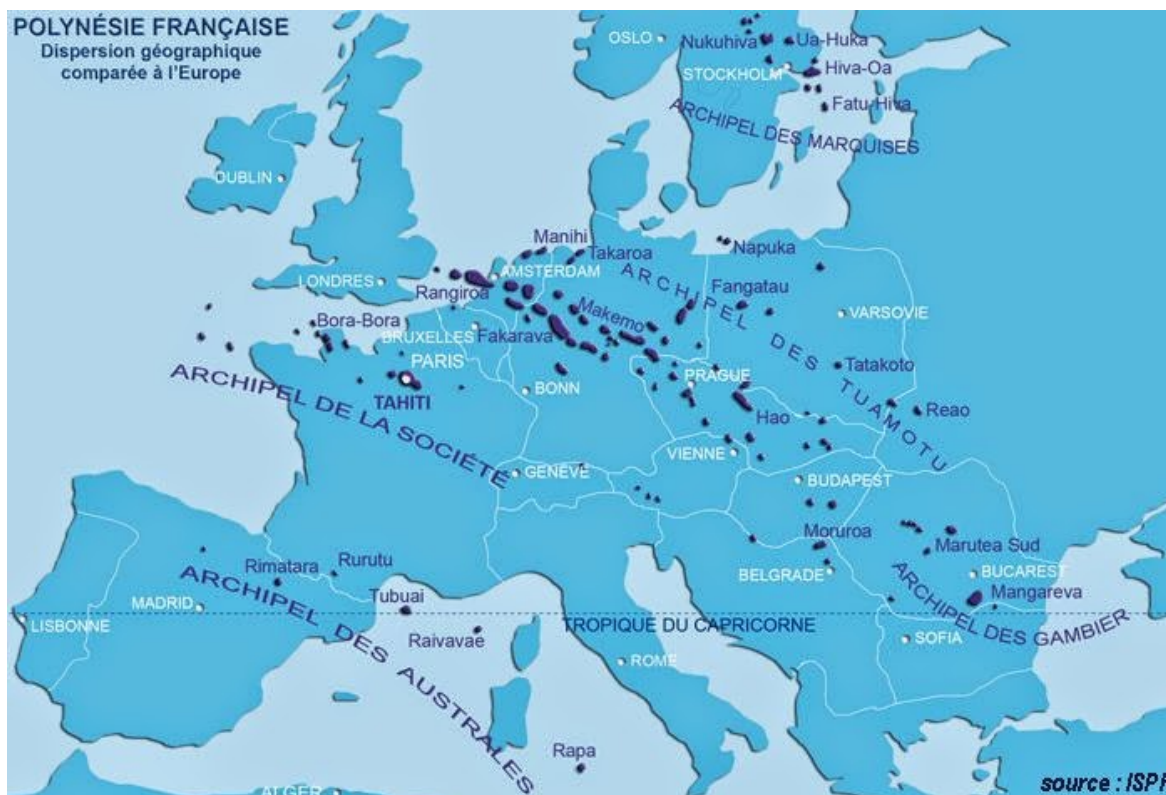 POLYNÉSIE FRANÇAISE
Dispersion géographique
comparée à l'Europe
OSLO
Nukuhiva
Ua-Huka
STOCKHOLM
Hiva-Oa
Fatu-Hiva
ARCHIPEL DES MARQUISES
DUBLIN
Manihi
Takaroa
Napuka
LONDRES
AMSTERDAM
Rangiroa
ARCHIPEL DES TUAMOTU
Fangatau
VARSOVIE
Bora-Bora
BRUXELLES
Fakarava
Makemo
PARIS
TAHITI
BONN
PRAGUE
Tatakoto
Hao
Reao
ARCHIPEL DE LA SOCIÉTÉ
VIENNE
GENÈVE
BUDAPEST
Moruroa
Marutea Sud
Rimatara
Rurutu
BELGRADE
BUCAREST
Mangareva
ARCHIPEL DES GAMBIER
MADRID
Tubuai
LISBONNE
Raivavae
TROPIQUE DU CAPRICORNE
SOFIA
ARCHIPEL DES AUSTRALES
ROME
Rapa
ALGER
source : ISPF